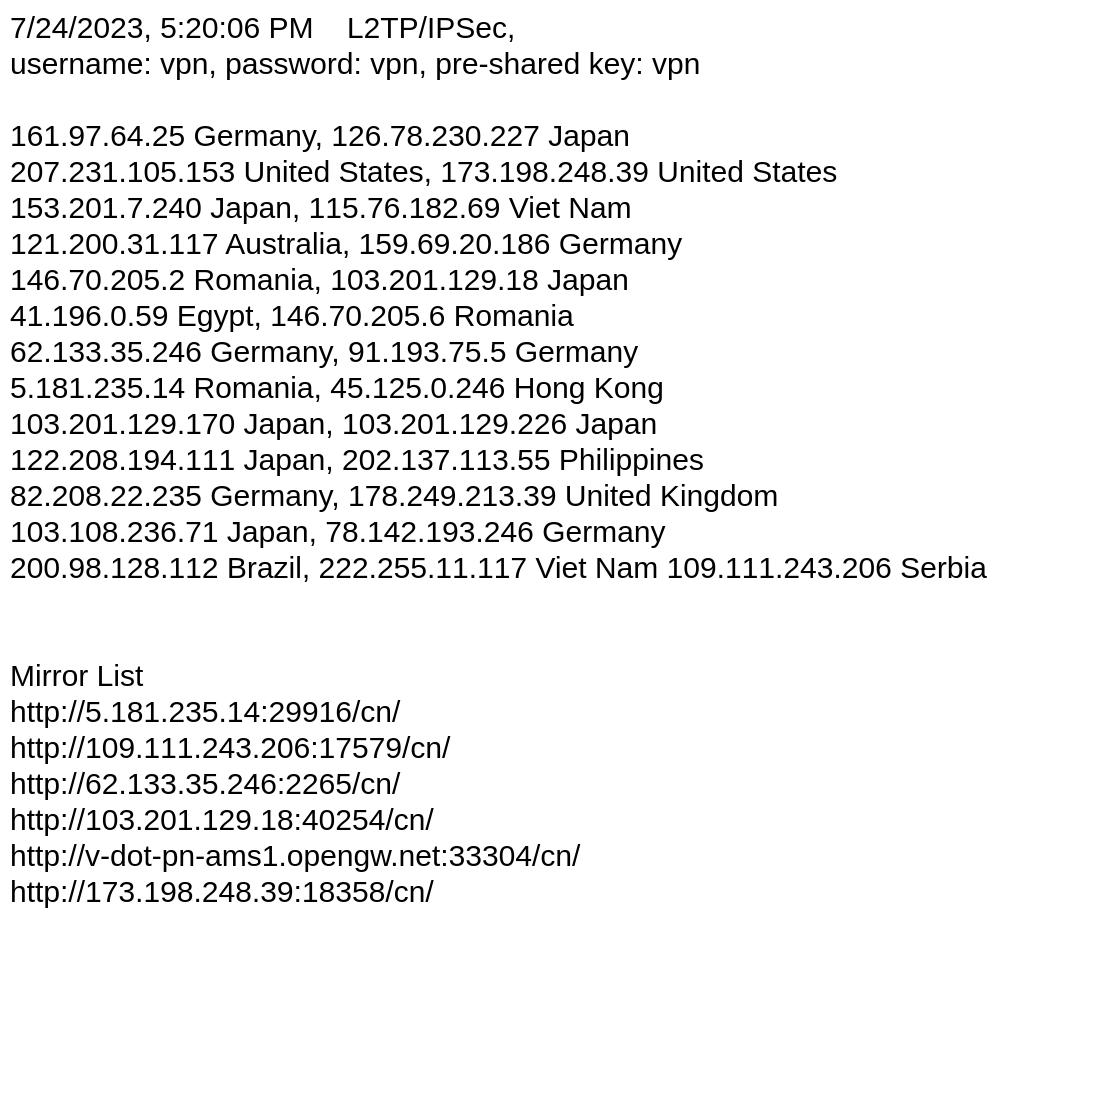 7/24/2023, 5:20:06 PM    L2TP/IPSec,
username: vpn, password: vpn, pre-shared key: vpn
161.97.64.25 Germany, 126.78.230.227 Japan
207.231.105.153 United States, 173.198.248.39 United States
153.201.7.240 Japan, 115.76.182.69 Viet Nam
121.200.31.117 Australia, 159.69.20.186 Germany
146.70.205.2 Romania, 103.201.129.18 Japan
41.196.0.59 Egypt, 146.70.205.6 Romania
62.133.35.246 Germany, 91.193.75.5 Germany
5.181.235.14 Romania, 45.125.0.246 Hong Kong
103.201.129.170 Japan, 103.201.129.226 Japan
122.208.194.111 Japan, 202.137.113.55 Philippines
82.208.22.235 Germany, 178.249.213.39 United Kingdom
103.108.236.71 Japan, 78.142.193.246 Germany
200.98.128.112 Brazil, 222.255.11.117 Viet Nam 109.111.243.206 Serbia
Mirror List
http://5.181.235.14:29916/cn/
http://109.111.243.206:17579/cn/
http://62.133.35.246:2265/cn/
http://103.201.129.18:40254/cn/
http://v-dot-pn-ams1.opengw.net:33304/cn/
http://173.198.248.39:18358/cn/